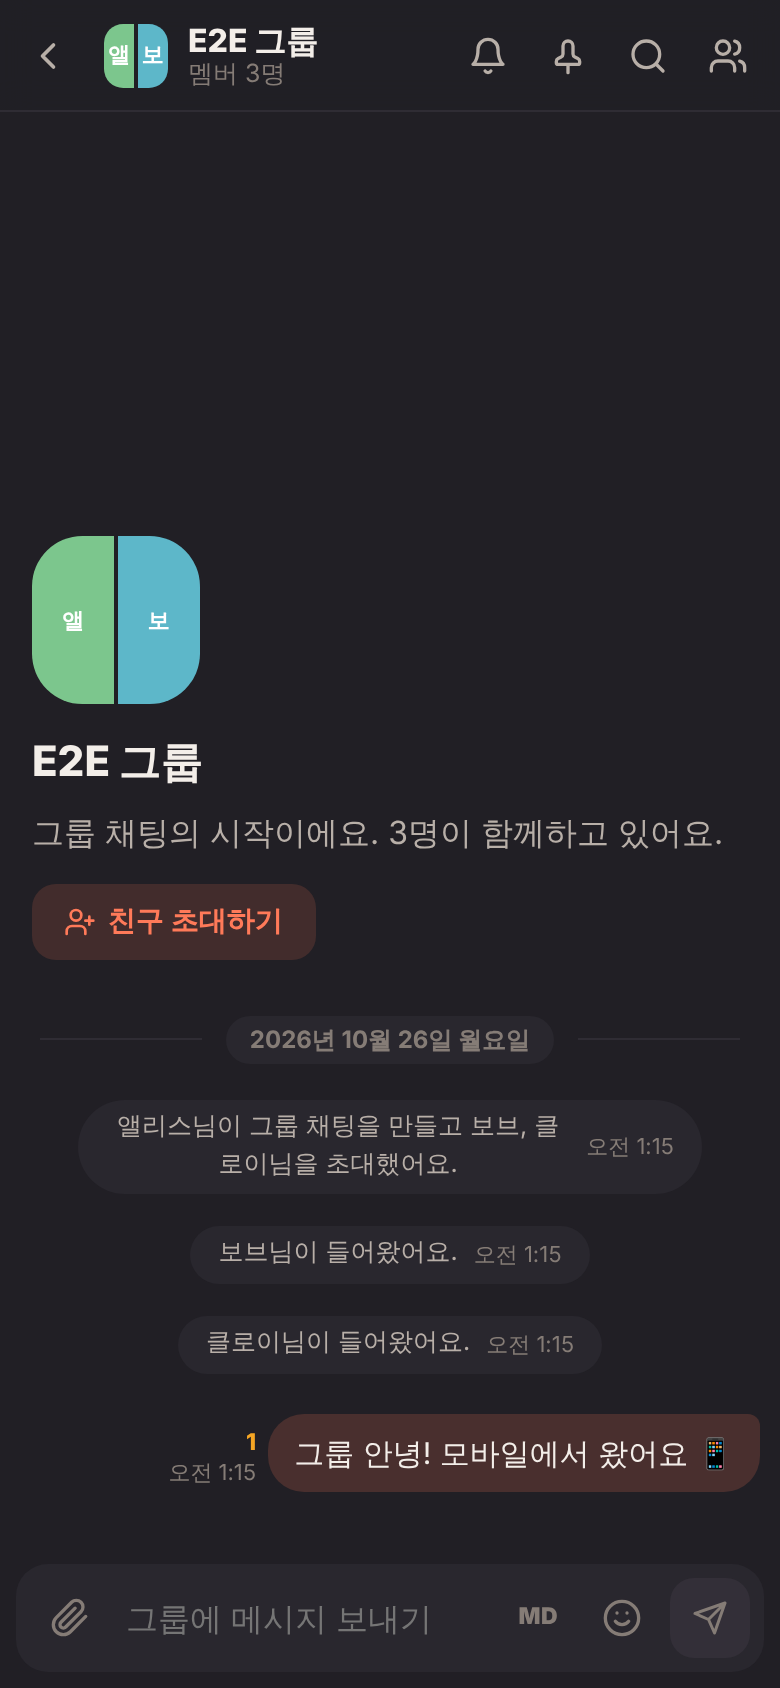 앨 보
E2E 그룹
멤버 3명
앨 보
E2E 그룹
그룹 채팅의 시작이에요. 3명이 함께하고 있어요.
친구 초대하기
2026년 10월 26일 월요일
앨리스님이 그룹 채팅을 만들고 보브, 클
로이님을 초대했어요.
오전 1:15
보브님이 들어왔어요. 오전 1:15
클로이님이 들어왔어요. 오전 1:15
1
오전 1:15
그룹 안녕! 모바일에서 왔어요 📱
그룹에 메시지 보내기 MD